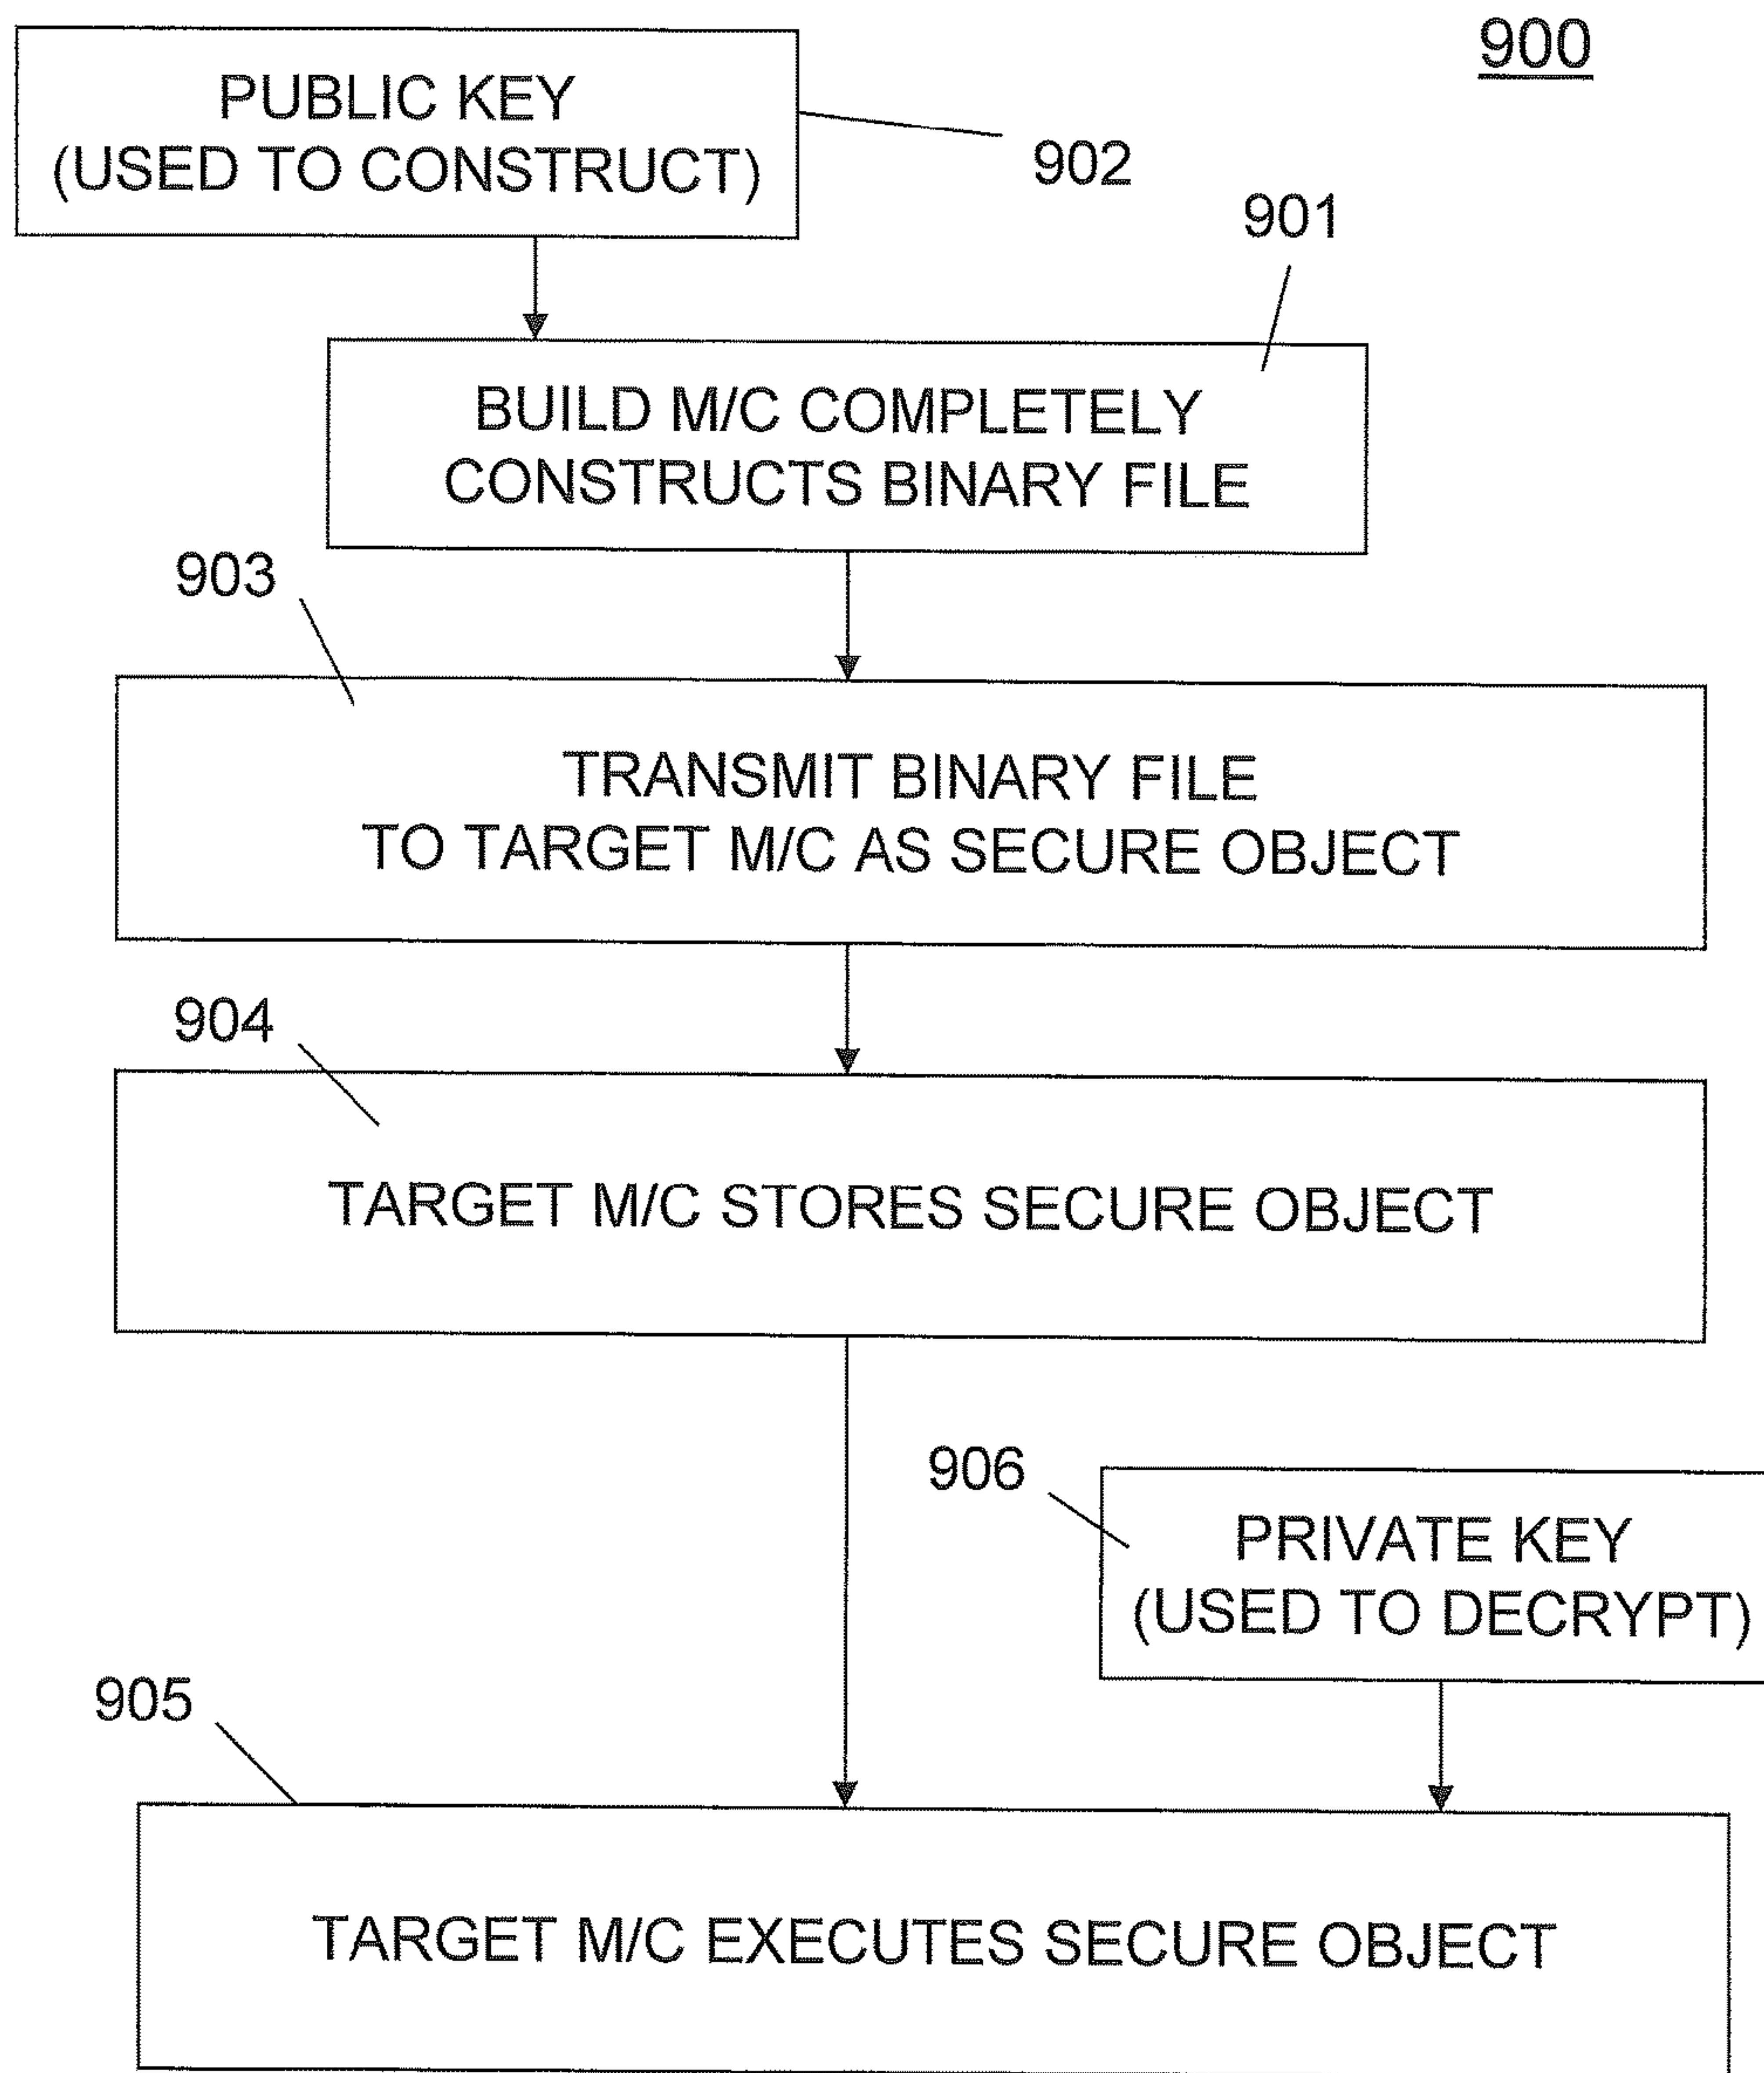 900
PUBLIC KEY
(USED TO CONSTRUCT)
902
901
BUILD M/C COMPLETELY
CONSTRUCTS BINARY FILE
903
TRANSMIT BINARY FILE
TO TARGET M/C AS SECURE OBJECT
904
TARGET M/C STORES SECURE OBJECT
906
PRIVATE KEY
(USED TO DECRYPT)
905
TARGET M/C EXECUTES SECURE OBJECT